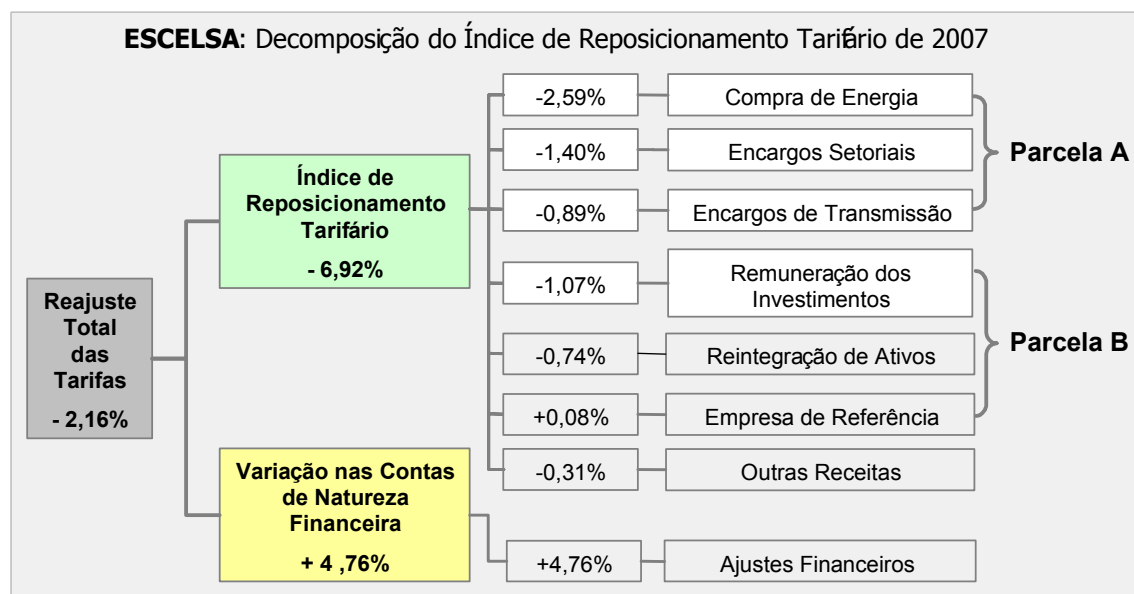 ESCELSA: Decomposição do Índice de Reposicionamento Tarifário de 2007
Reajuste
Total
das
Tarifas
- 2,16%
Índice de
Reposicionamento
Tarifário
- 6,92%
-2,59%
Compra de Energia
-1,40%
Encargos Setoriais
-0,89%
Encargos de Transmissão
Parcela A
-1,07%
Remuneração dos
Investimentos
-0,74%
Reintegração de Ativos
+0,08%
Empresa de Referência
Parcela B
-0,31%
Outras Receitas
Variação nas Contas
de Natureza
Financeira
+ 4 ,76%
+4,76%
Ajustes Financeiros